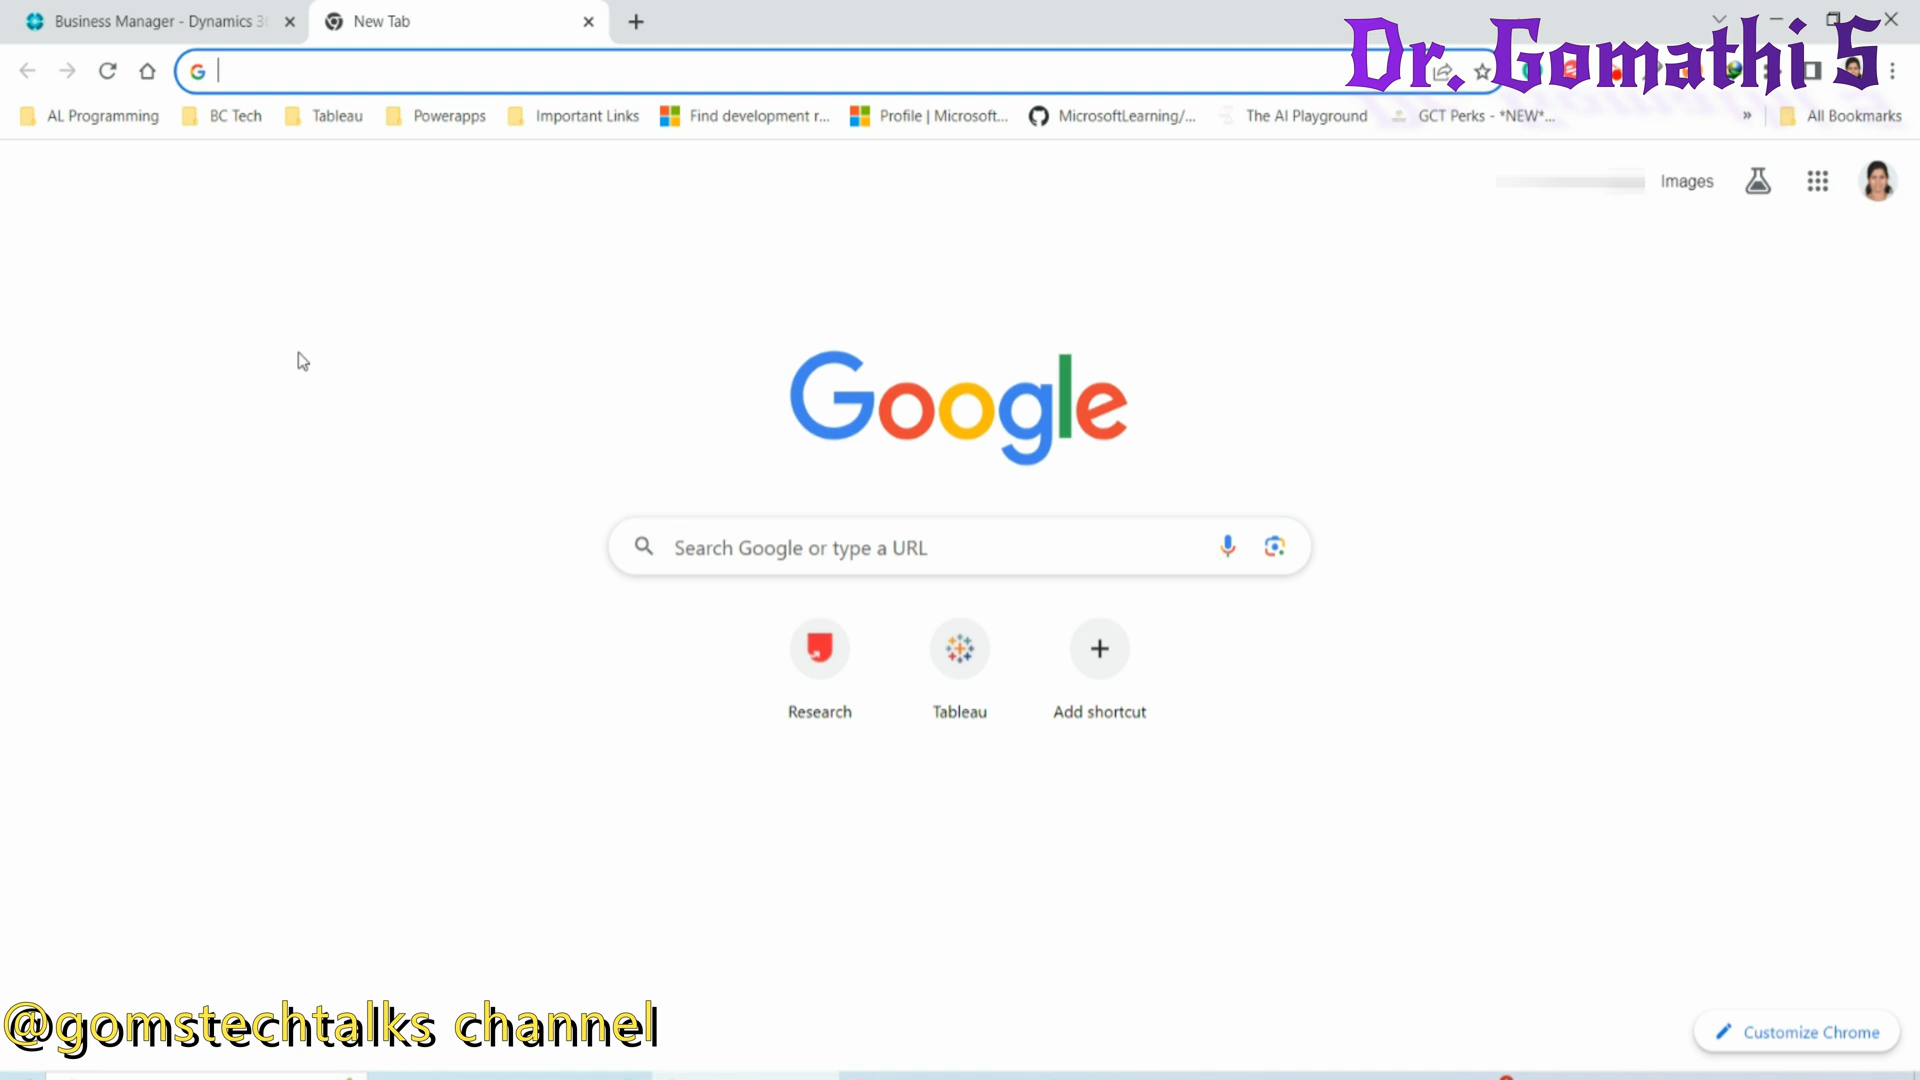 Business Manager - Dynamics 36
New Tab
Dr. Gomathi S
AL Programming
BC Tech
Tableau
Powerapps
Important Links
Find development r...
Profile | Microsoft...
MicrosoftLearning/...
The AI Playground
GCT Perks - *NEW*...
»
All Bookmarks
Images
Google
Search Google or type a URL
Research
Tableau
Add shortcut
@gomstechtalks channel
Customize Chrome